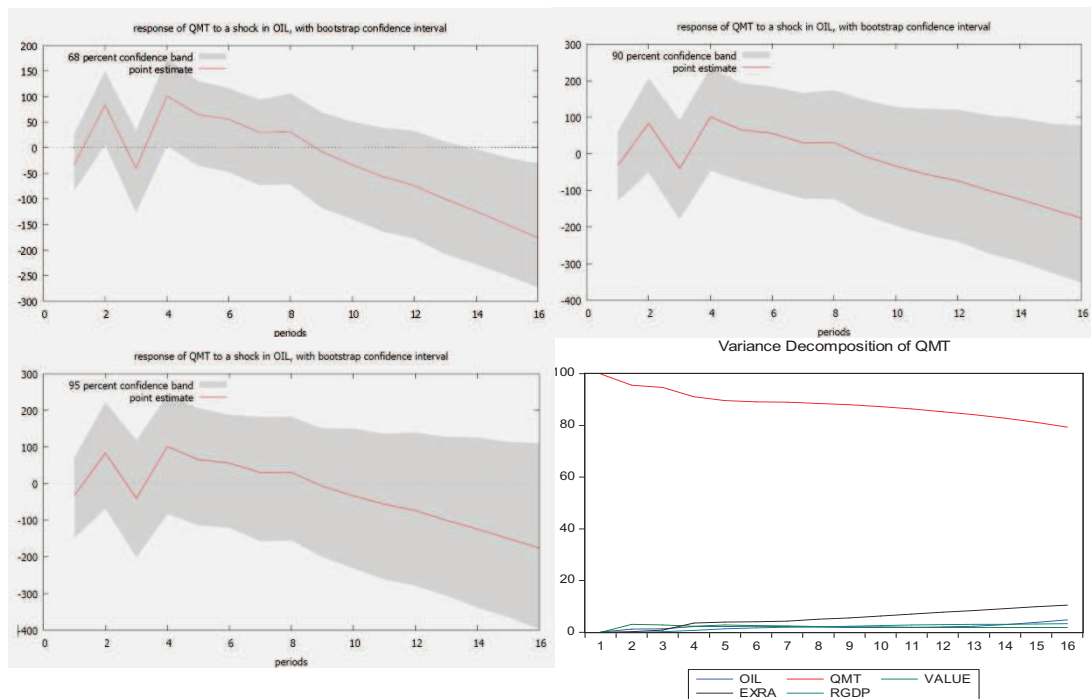 response of QMT to a shock in OIL, with bootstrap confidence interval
68 percent confidence band
point estimate
200
150
100
50
0
-50
-100
-150
-200
-250
-300
0 2 4 6 8 10 12 14 16
periods
response of QMT to a shock in OIL, with bootstrap confidence interval
90 percent confidence band
point estimate
300
200
100
0
-100
-200
-300
-400
0 2 4 6 8 10 12 14 16
periods
response of QMT to a shock in OIL, with bootstrap confidence interval
95 percent confidence band
point estimate
300
200
100
0
-100
-200
-300
-400
0 2 4 6 8 10 12 14 16
periods
Variance Decomposition of QMT
100
80
60
40
20
0
1 2 3 4 5 6 7 8 9 10 11 12 13 14 15 16
OIL QMT VALUE
EXRA RGDP